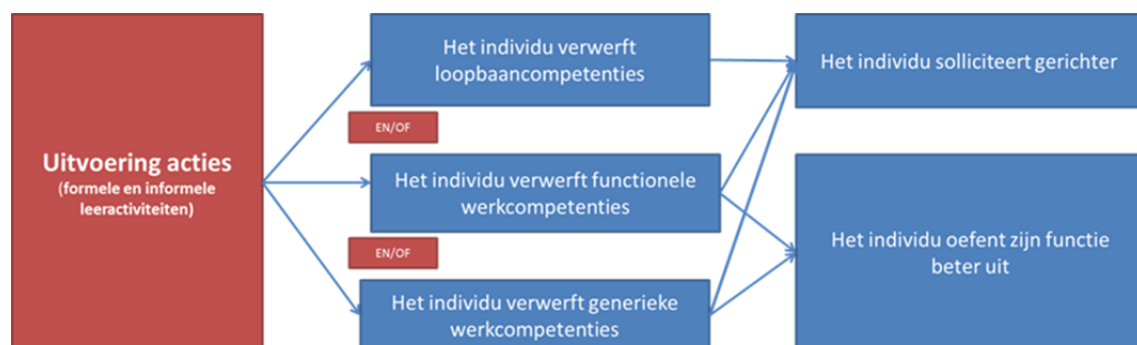 Uitvoering acties
(formele en informele
leeractiviteiten)
Het individu verwerft
loopbaancompetenties
EN/OF
Het individu verwerft functionele
werkcompetenties
EN/OF
Het individu verwerft generieke
werkcompetenties
Het individu solliciteert gerichter
Het individu oefent zijn functie
beter uit